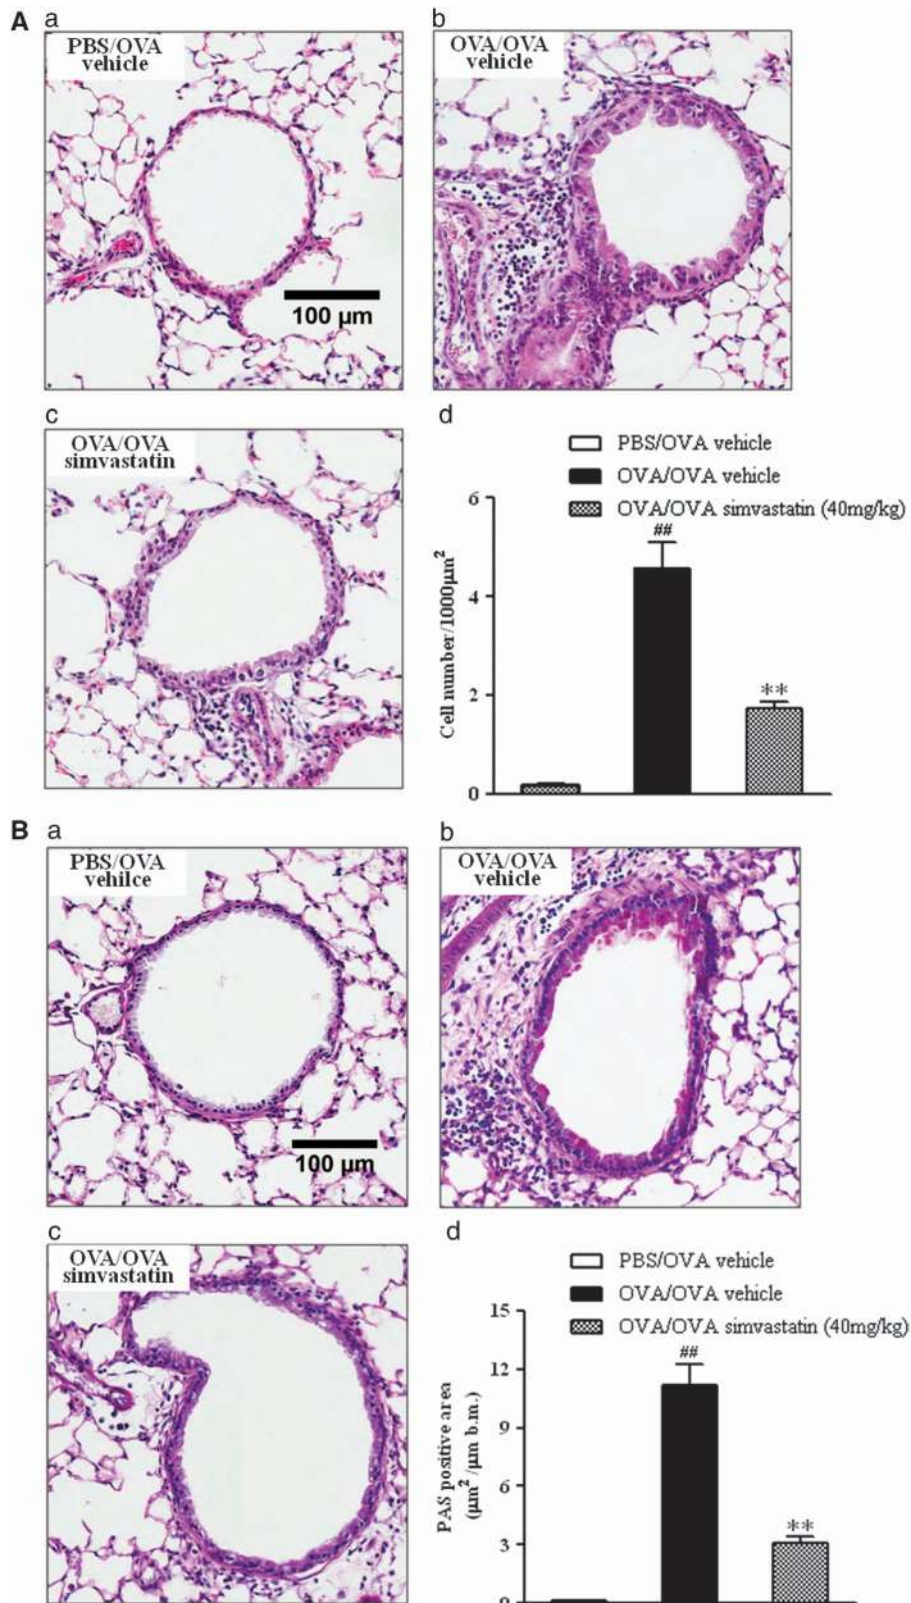 A
a
PBS/OVA
vehicle
100 µm
b
OVA/OVA
vehicle
c
OVA/OVA
simvastatin
d
PBS/OVA vehicle
OVA/OVA vehicle
OVA/OVA simvastatin (40mg/kg)
Cell number/1000µm²
6
4
2
0
##
**
B
a
PBS/OVA
vehilce
100 µm
b
OVA/OVA
vehicle
c
OVA/OVA
simvastatin
d
PBS/OVA vehicle
OVA/OVA vehicle
OVA/OVA simvastatin (40mg/kg)
PAS positive area
(µm² /µm b.m.)
15
12
9
6
3
0
##
**